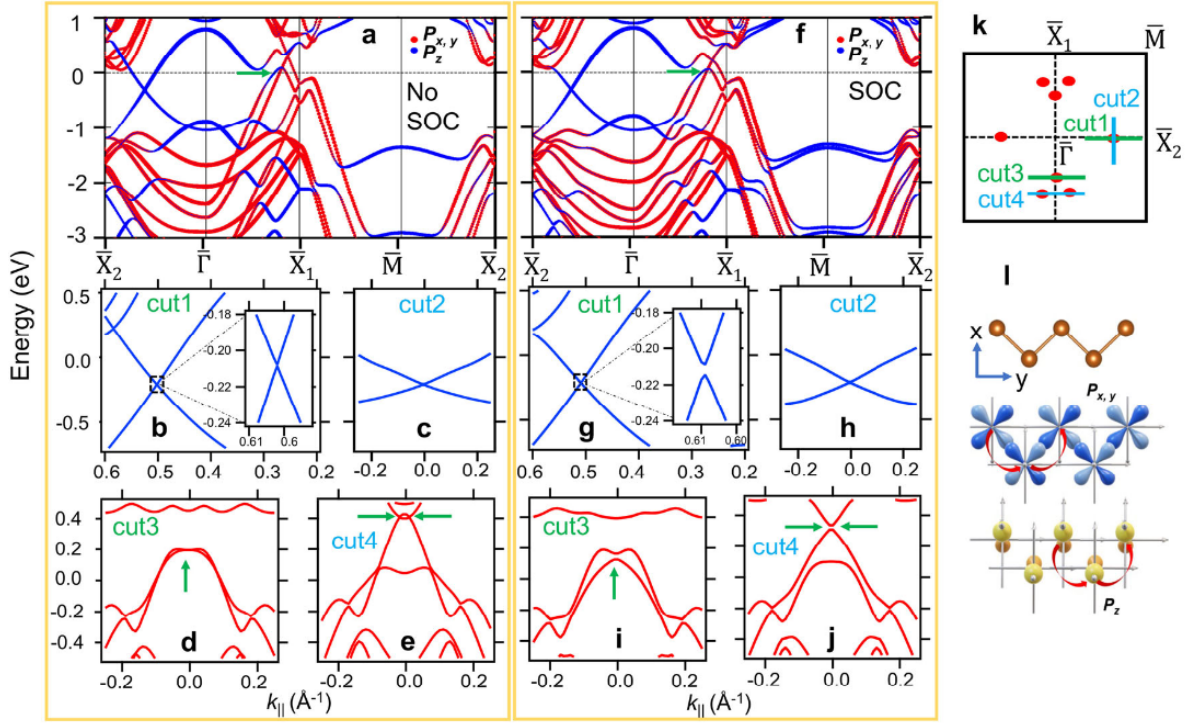 a
P x, y
P z
No
SOC
1
0
-1
-2
-3
X̄₂
Γ̄
X̄₁
M̄
X̄₂
f
P x, y
P z
SOC
1
0
-1
-2
-3
X̄₂
Γ̄
X̄₁
M̄
X̄₂
Energy (eV)
cut1
0.5
0.0
-0.5
-0.18
-0.20
-0.22
-0.24
0.61
0.6
b
0.6
0.5
0.4
0.3
0.2
cut2
c
-0.2
0.0
0.2
cut1
-0.18
-0.20
-0.22
-0.24
0.61
0.60
g
0.6
0.5
0.4
0.3
0.2
cut2
h
-0.2
0.0
0.2
cut3
0.4
0.2
0.0
-0.2
-0.4
d
-0.2
0.0
0.2
cut4
e
-0.2
0.0
0.2
k|| (Å⁻¹)
cut3
i
-0.2
0.0
0.2
cut4
j
-0.2
0.0
0.2
k|| (Å⁻¹)
k
X̄₁
M̄
cut2
cut1
Γ̄
X̄₂
cut3
cut4
l
x
y
P x, y
P z